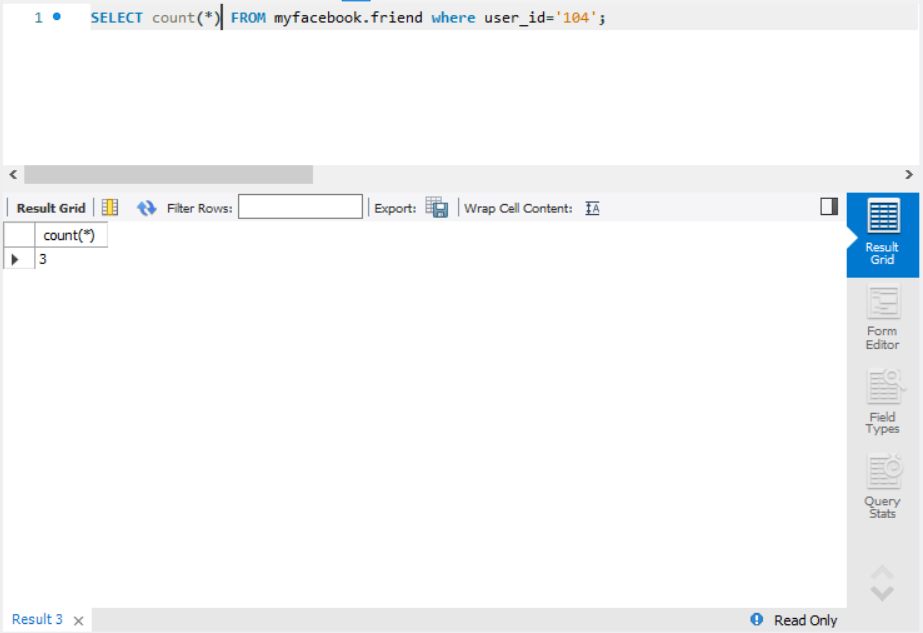 1 SELECT count(*) FROM myfacebook.friend where user_id='104';
Result Grid Filter Rows: Export: Wrap Cell Content: IA
count(*)
3
Result
Grid
Form
Editor
Field
Types
Query
Stats
Result 3 × Read Only